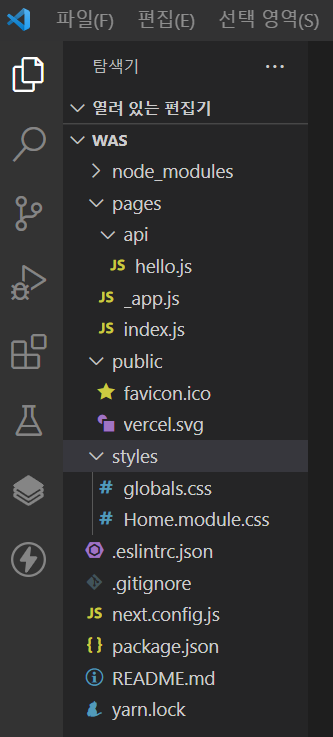 파일(F) 편집(E) 선택 영역(S)
탐색기 ...
열려 있는 편집기
WAS
node_modules
pages
api
JS hello.js
JS _app.js
JS index.js
public
favicon.ico
vercel.svg
styles
# globals.css
# Home.module.css
.eslintrc.json
.gitignore
JS next.config.js
{ } package.json
README.md
yarn.lock